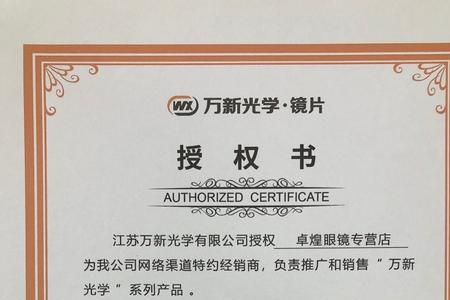 WX 万新光学·镜片
授权书
AUTHORIZED CERTIFICATE
江苏万新光学有限公司授权 卓煌眼镜专营店
为我公司网络渠道特约经销商，负责推广和销售“万新
光学”系列产品。